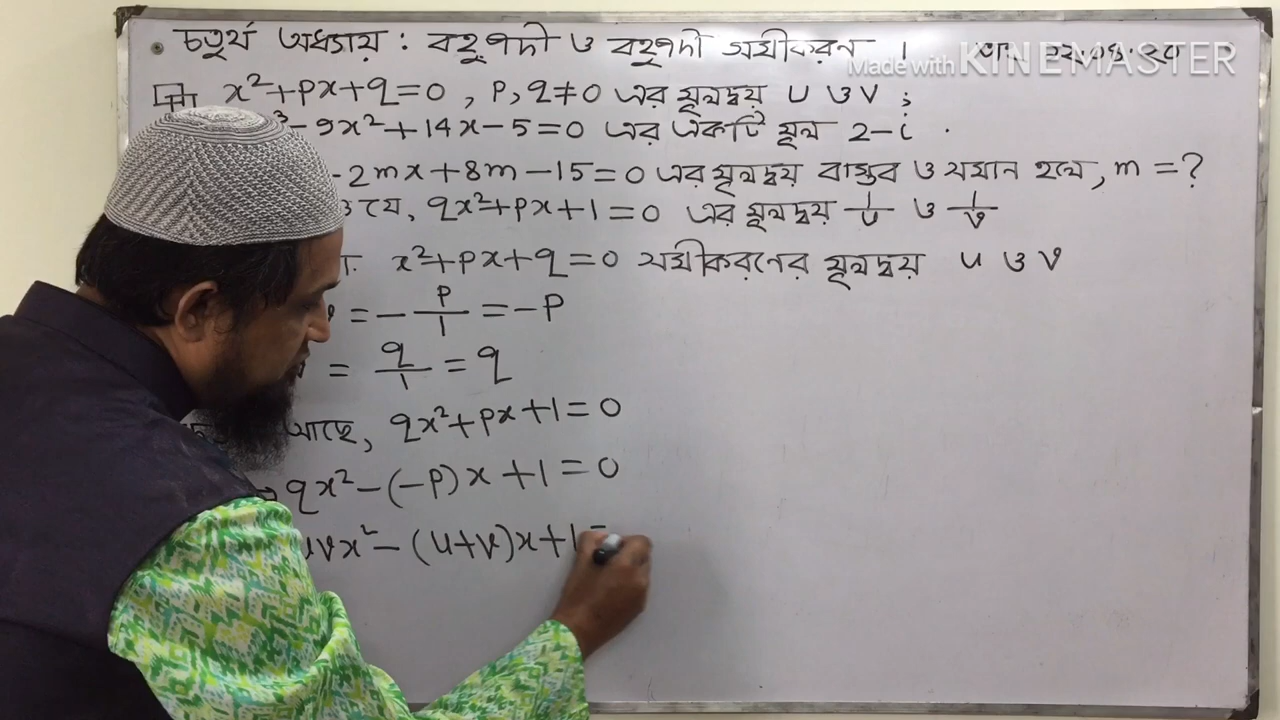 চতুর্থ অধ্যায় : বহুপদী ও বহুপদী সমীকরণ ।
Made with KINEMASTER
x²+px+q=0 , p, q≠0 এর মূলদ্বয় u ও v ;
³-9x²+14x-5=0 এর একটি মূল 2-i .
-2mx+8m-15=0 এর মূলদ্বয় বাস্তব ও সমান হলে, m=?
যে, qx²+px+1=0 এর মূলদ্বয় 1/u ও 1/v
x²+px+q=0 সমীকরণের মূলদ্বয় u ও v
= - p/1 = -p
= q/1 = q
আছে, qx²+px+1=0
qx²-(-p)x+1=0
uvx²-(u+v)x+1=